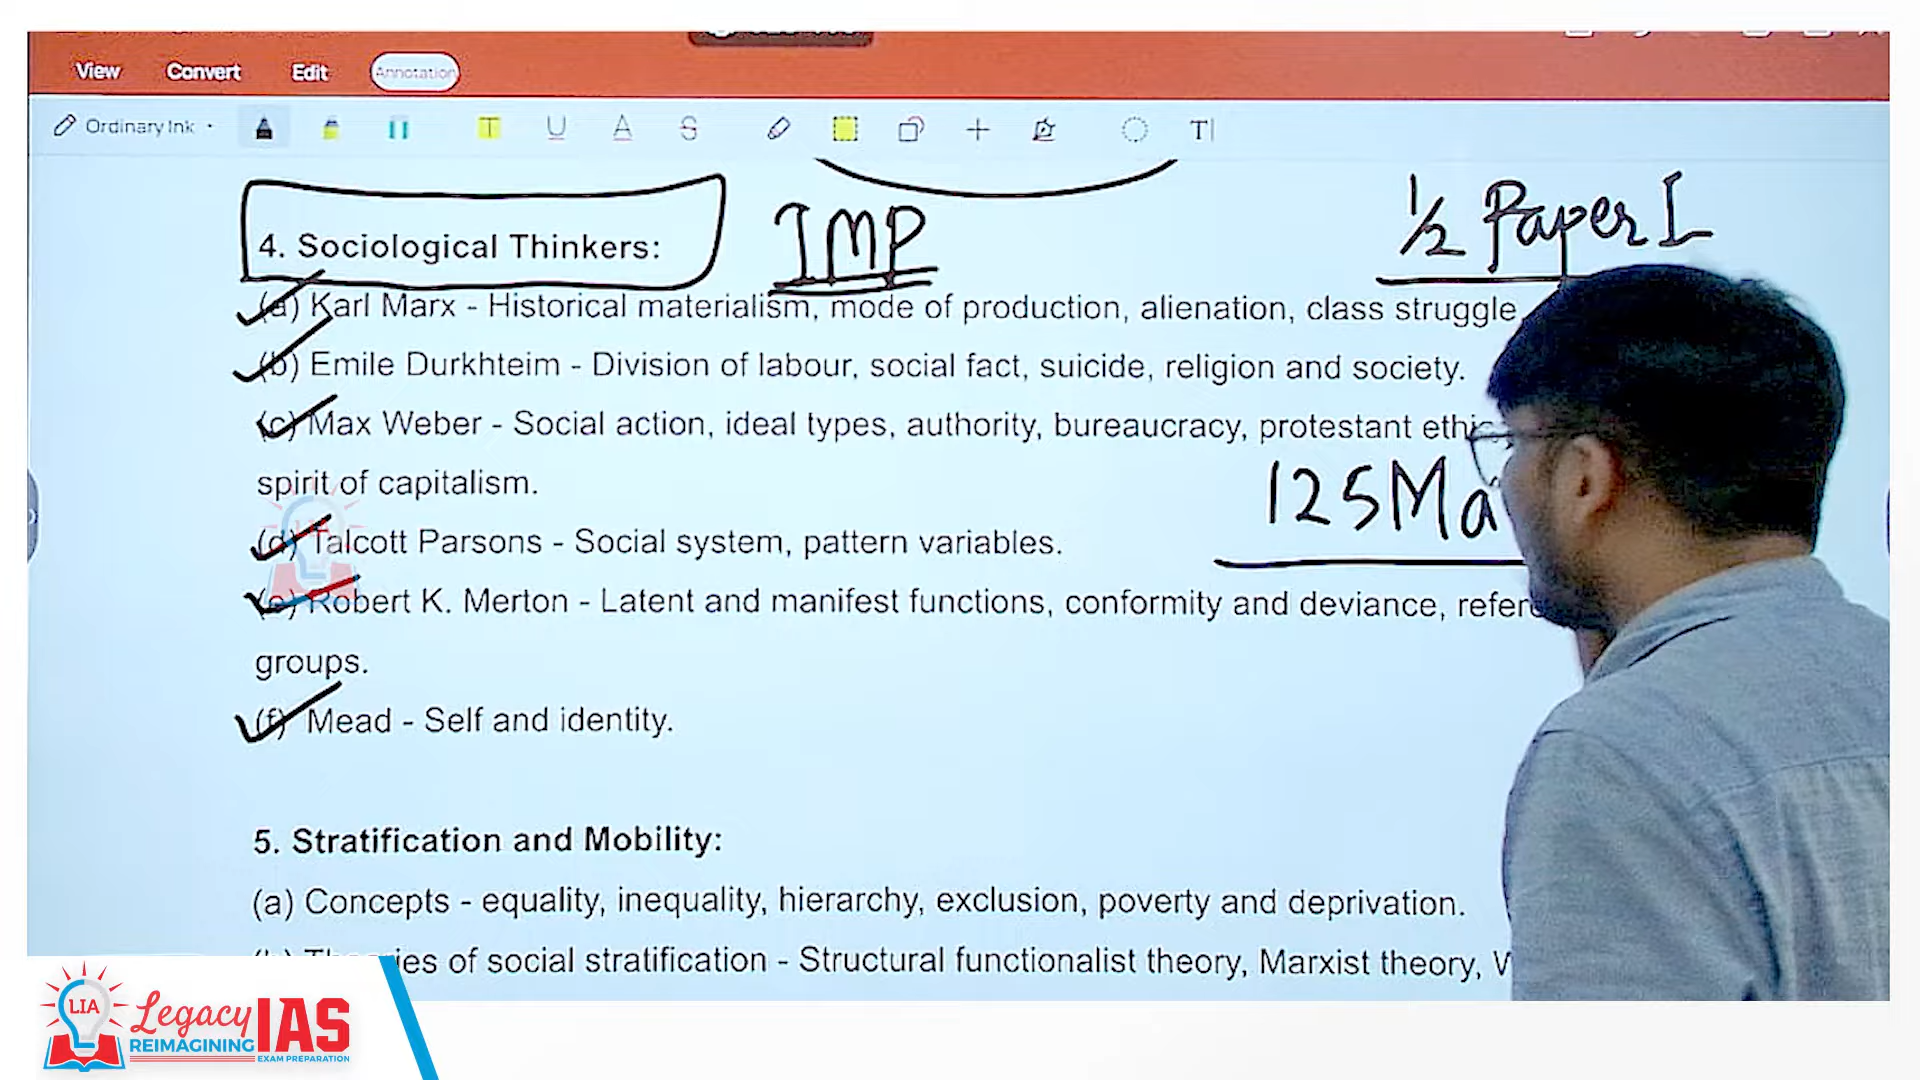 View Convert Edit Annotation
Ordinary Ink
4. Sociological Thinkers: IMP ½ Paper I
(a) Karl Marx - Historical materialism, mode of production, alienation, class struggle,
(b) Emile Durkhteim - Division of labour, social fact, suicide, religion and society.
(c) Max Weber - Social action, ideal types, authority, bureaucracy, protestant
spirit of capitalism.
125
(d) Talcott Parsons - Social system, pattern variables.
(e) Robert K. Merton - Latent and manifest functions, conformity and deviance,
groups.
(f) Mead - Self and identity.
5. Stratification and Mobility:
(a) Concepts - equality, inequality, hierarchy, exclusion, poverty and deprivation.
of social stratification - Structural functionalist theory, Marxist theory,
LIA
Legacy IAS
REIMAGINING
EXAM PREPARATION